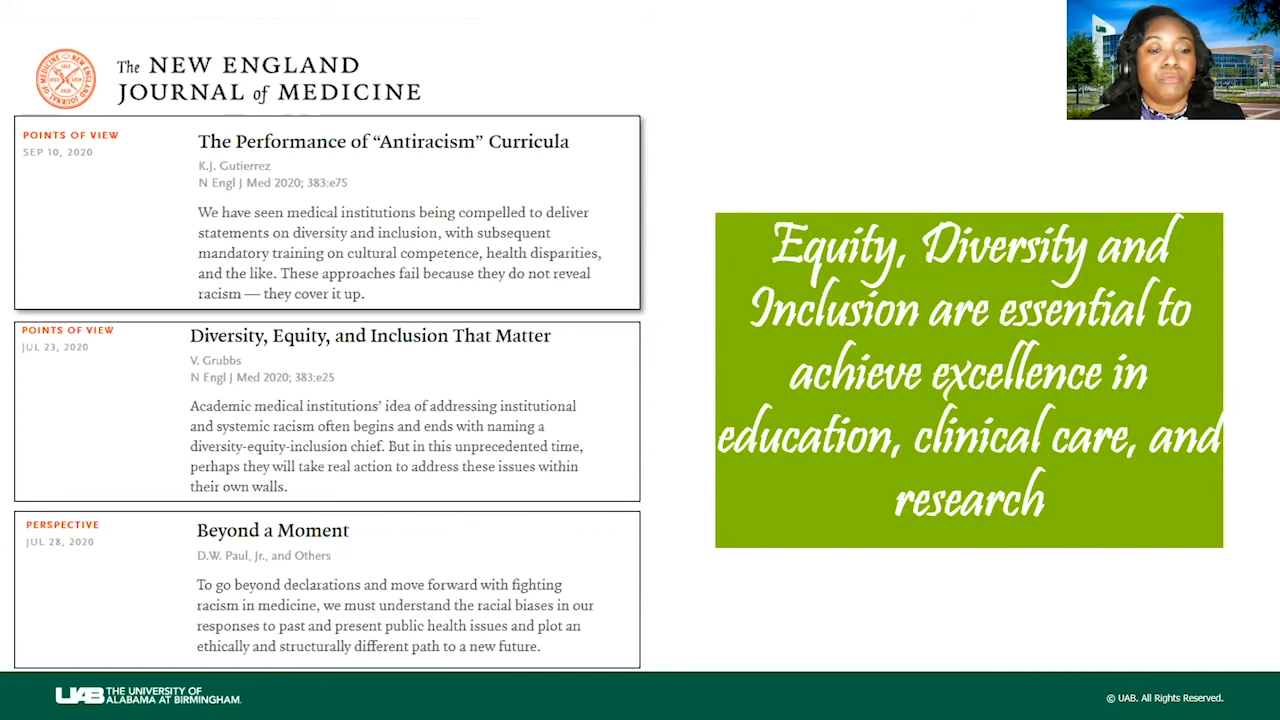 The NEW ENGLAND
JOURNAL of MEDICINE
POINTS OF VIEW
SEP 10, 2020
The Performance of “Antiracism” Curricula
K.J. Gutierrez
N Engl J Med 2020; 383:e75
We have seen medical institutions being compelled to deliver
statements on diversity and inclusion, with subsequent
mandatory training on cultural competence, health disparities,
and the like. These approaches fail because they do not reveal
racism — they cover it up.
POINTS OF VIEW
JUL 23, 2020
Diversity, Equity, and Inclusion That Matter
V. Grubbs
N Engl J Med 2020; 383:e25
Academic medical institutions’ idea of addressing institutional
and systemic racism often begins and ends with naming a
diversity-equity-inclusion chief. But in this unprecedented time,
perhaps they will take real action to address these issues within
their own walls.
PERSPECTIVE
JUL 28, 2020
Beyond a Moment
D.W. Paul, Jr., and Others
To go beyond declarations and move forward with fighting
racism in medicine, we must understand the racial biases in our
responses to past and present public health issues and plot an
ethically and structurally different path to a new future.
Equity, Diversity and
Inclusion are essential to
achieve excellence in
education, clinical care, and
research
UAB THE UNIVERSITY OF
ALABAMA AT BIRMINGHAM.
© UAB. All Rights Reserved.